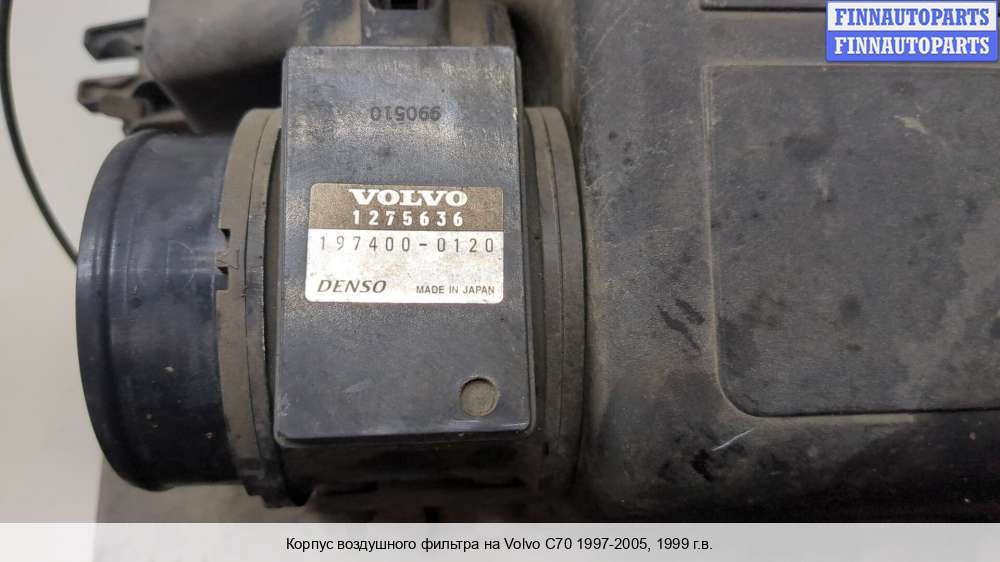 FINNAUTOPARTS
FINNAUTOPARTS
990510
VOLVO
1275636
197400-0120
DENSO MADE IN JAPAN
Корпус воздушного фильтра на Volvo C70 1997-2005, 1999 г.в.